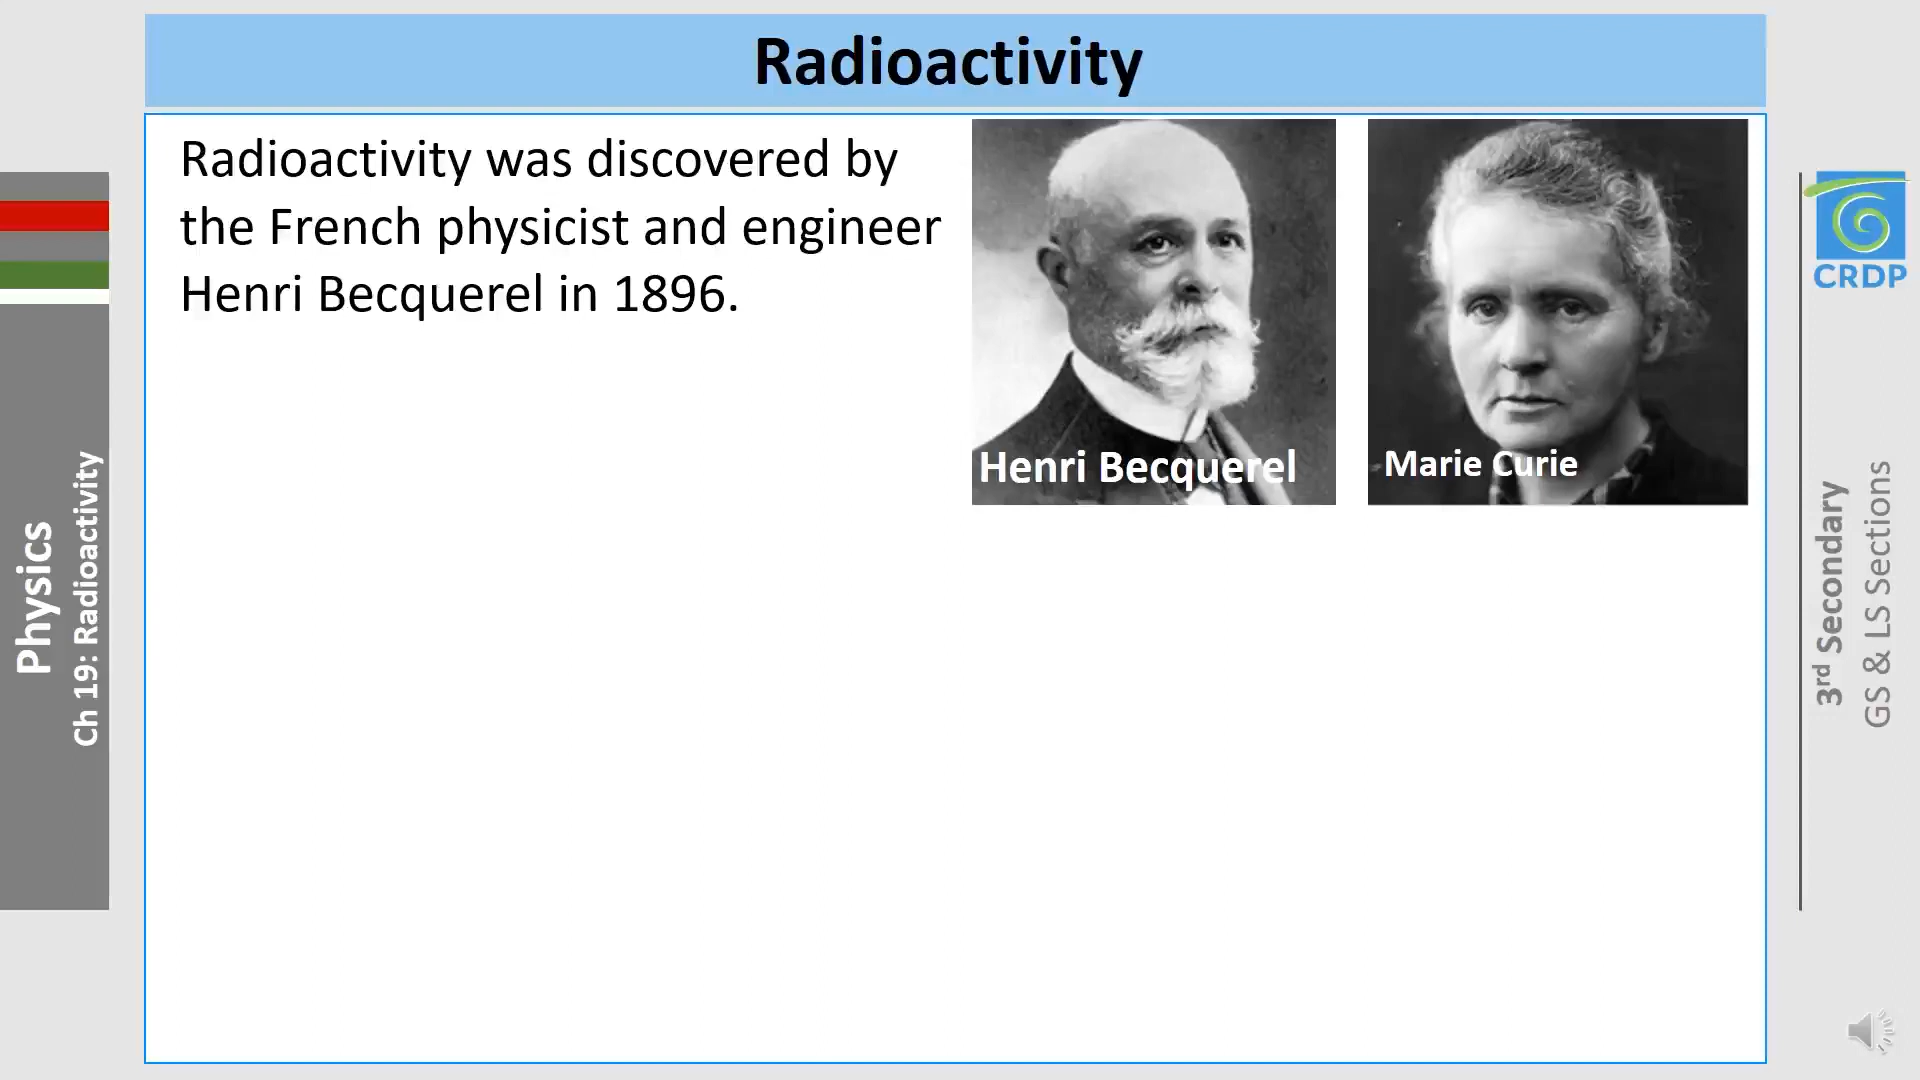 Radioactivity
Radioactivity was discovered by
the French physicist and engineer
Henri Becquerel in 1896.
Henri Becquerel
Marie Curie
Physics
Ch 19: Radioactivity
CRDP
3rd Secondary
GS & LS Sections